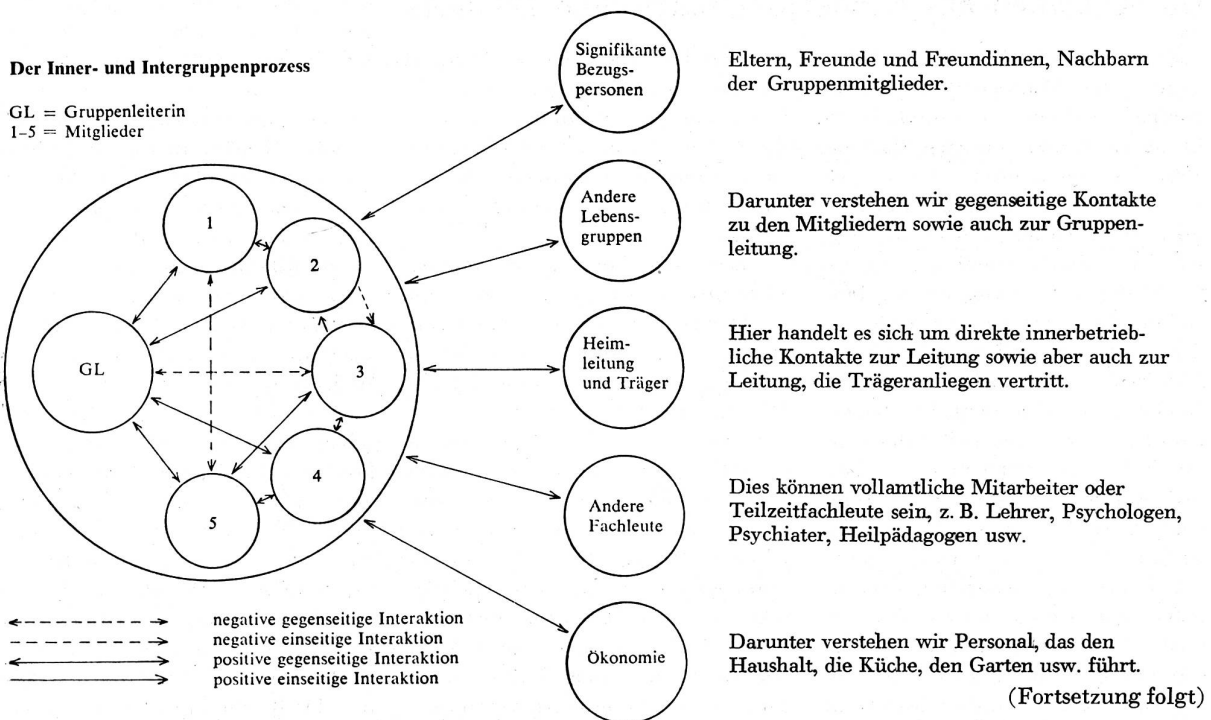 Der Inner- und Intergruppenprozess
GL = Gruppenleiterin
1–5 = Mitglieder
GL
1
2
3
4
5
negative gegenseitige Interaktion
negative einseitige Interaktion
positive gegenseitige Interaktion
positive einseitige Interaktion
Signifikante
Bezugs-
personen
Eltern, Freunde und Freundinnen, Nachbarn
der Gruppenmitglieder.
Andere
Lebens-
gruppen
Darunter verstehen wir gegenseitige Kontakte
zu den Mitgliedern sowie auch zur Gruppen-
leitung.
Heim-
leitung
und Träger
Hier handelt es sich um direkte innerbetrieb-
liche Kontakte zur Leitung sowie aber auch zur
Leitung, die Trägeranliegen vertritt.
Andere
Fachleute
Dies können vollamtliche Mitarbeiter oder
Teilzeitfachleute sein, z. B. Lehrer, Psychologen,
Psychiater, Heilpädagogen usw.
Ökonomie
Darunter verstehen wir Personal, das den
Haushalt, die Küche, den Garten usw. führt.
(Fortsetzung folgt)